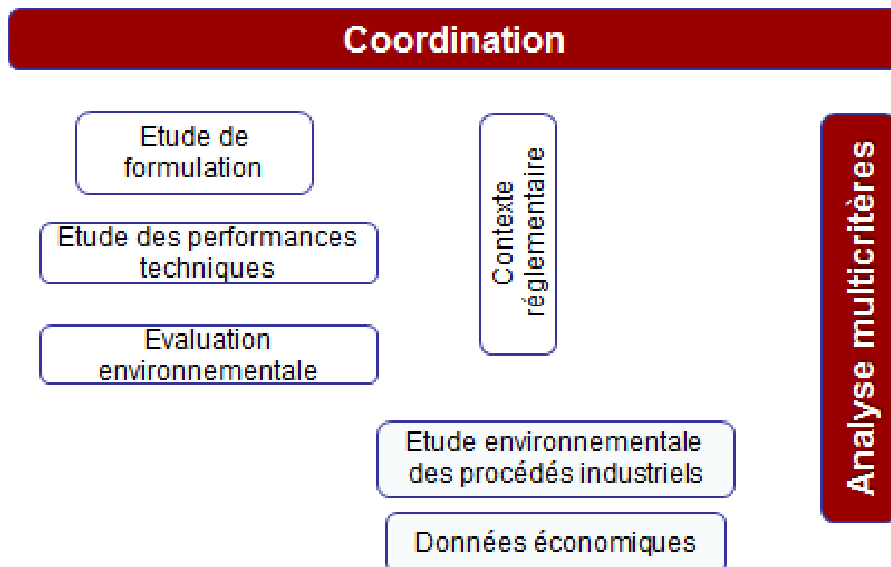 Coordination
Etude de
formulation
Etude des performances
techniques
Evaluation
environnementale
Contexte
réglementaire
Etude environnementale
des procédés industriels
Données économiques
Analyse multicritères